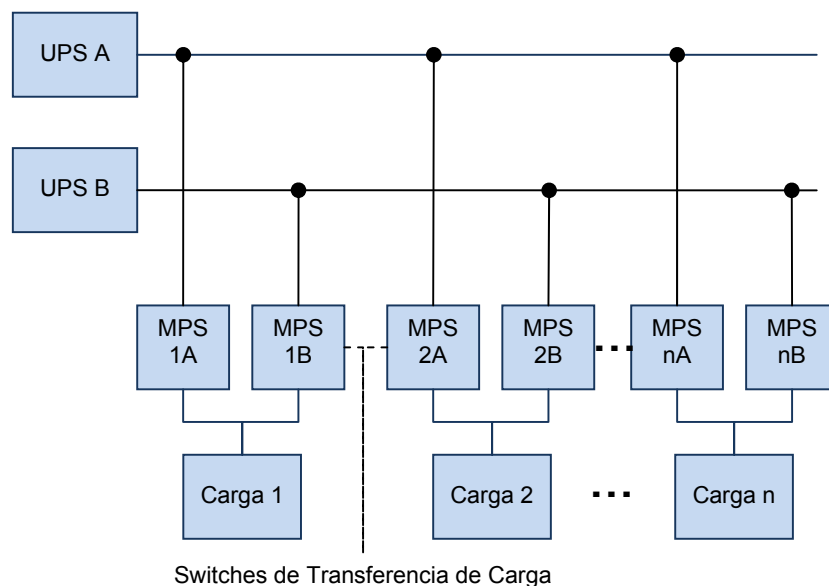 UPS A
UPS B
MPS
1A
MPS
1B
MPS
2A
MPS
2B
...
MPS
nA
MPS
nB
Carga 1
Carga 2
...
Carga n
Switches de Transferencia de Carga